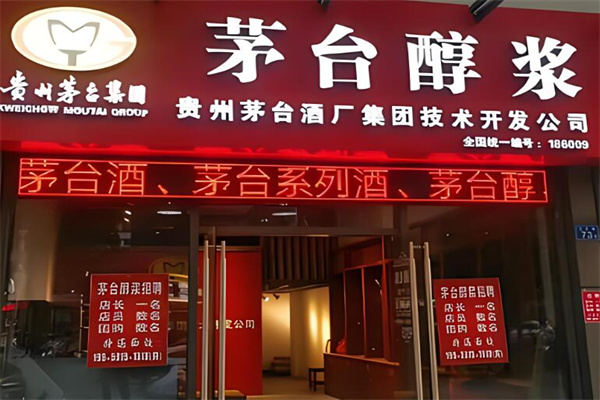 茅台醇浆
贵州茅台集团
KWEICHOW MOUTAI GROUP
贵州茅台酒厂集团技术开发公司
全国统一编号：186009
茅台酒、茅台系列酒、茅台醇
茅台醇浆招聘
店长 一名
店员 数名
团购 数名
茅台醇浆招聘
店长 一名
店员 数名
团购 数名